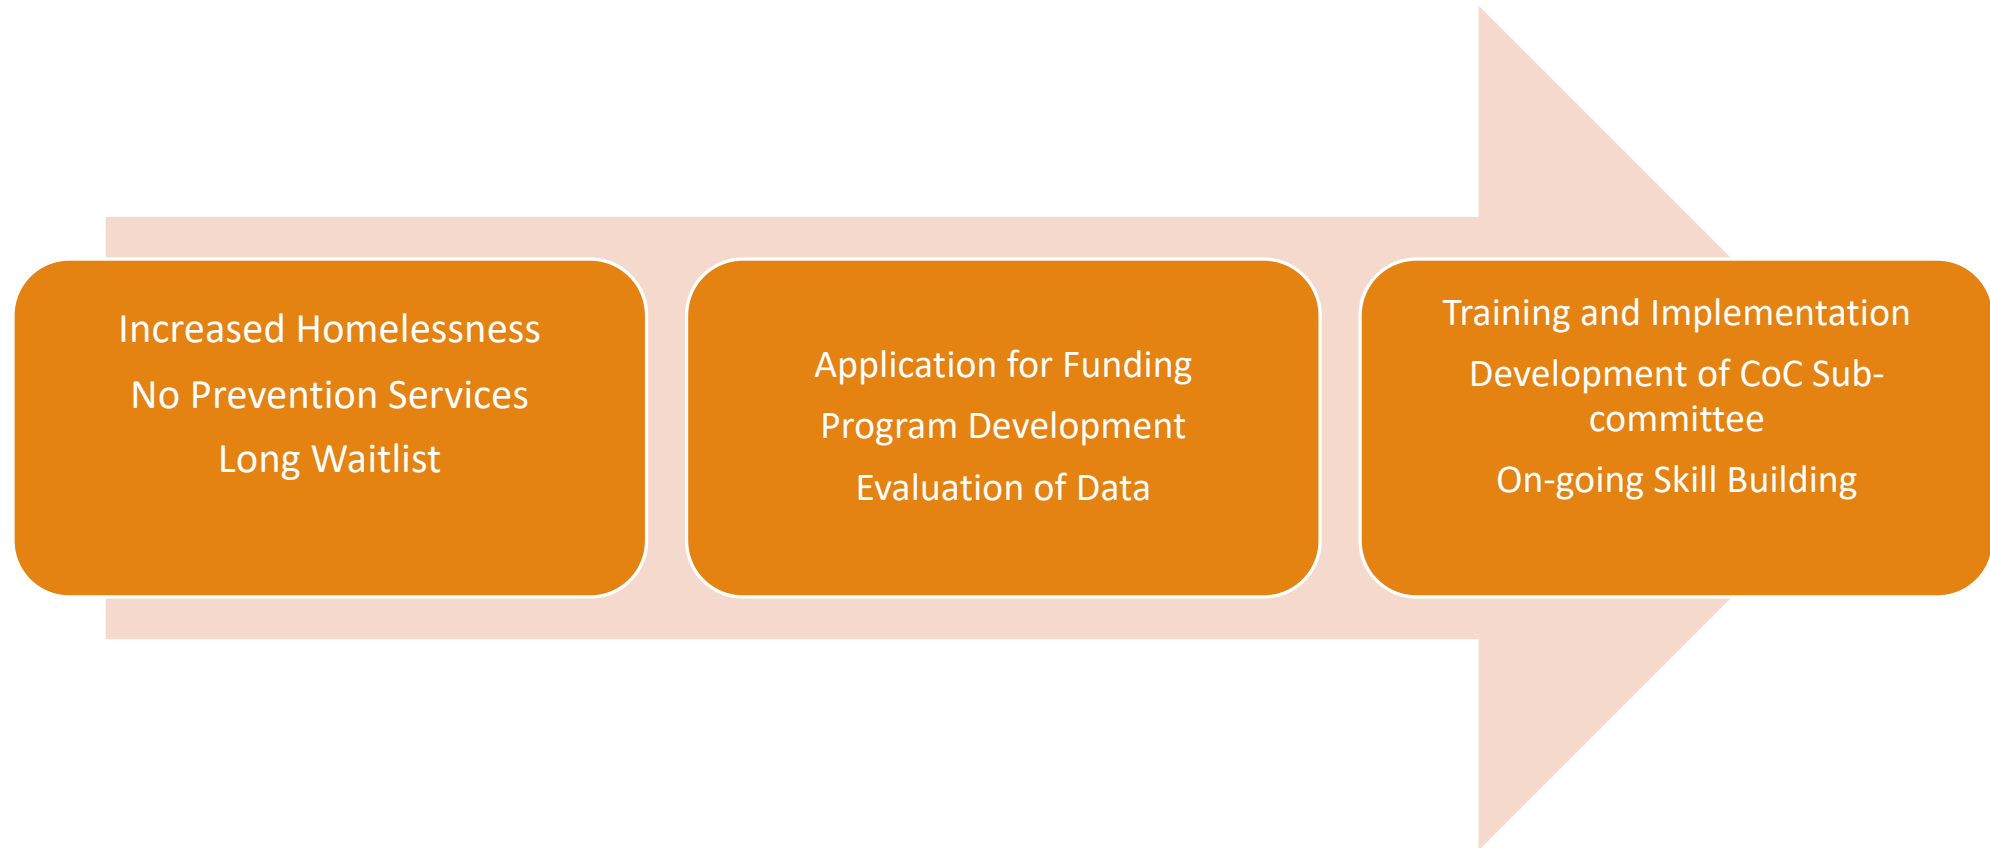 Increased Homelessness
No Prevention Services
Long Waitlist
Application for Funding
Program Development
Evaluation of Data
Training and Implementation
Development of CoC Sub-
committee
On-going Skill Building